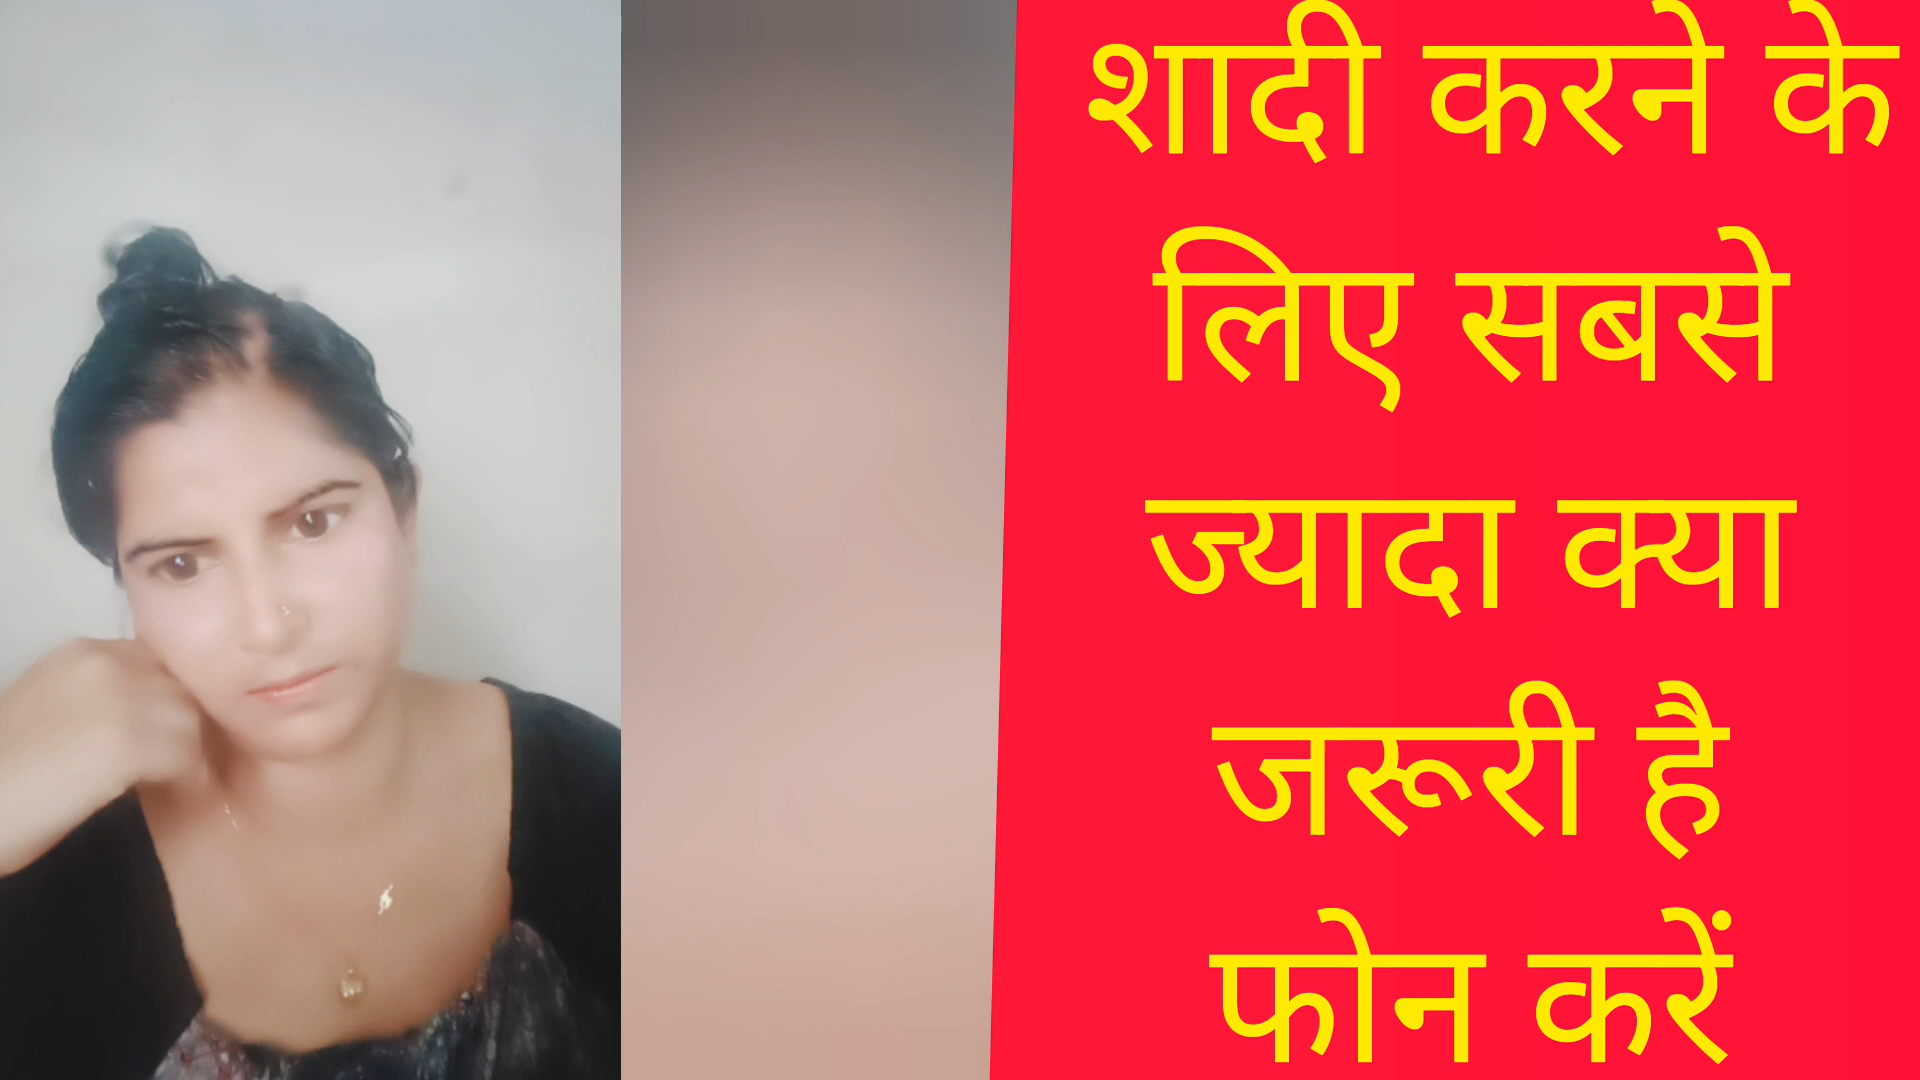 शादी करने के
लिए सबसे
ज्यादा क्या
जरूरी है
फोन करें